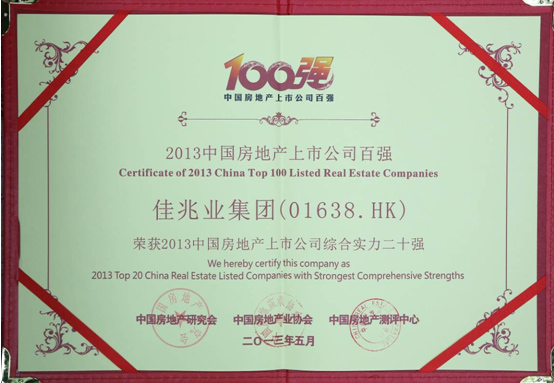 100强
中国房地产上市公司百强
2013中国房地产上市公司百强
Certificate of 2013 China Top 100 Listed Real Estate Companies
佳兆业集团(01638.HK)
荣获2013中国房地产上市公司综合实力二十强
We hereby certify this company as
2013 Top 20 China Real Estate Listed Companies with Strongest Comprehensive Strengths
中国房地产研究会 中国房地产业协会 中国房地产测评中心
二〇一三年五月